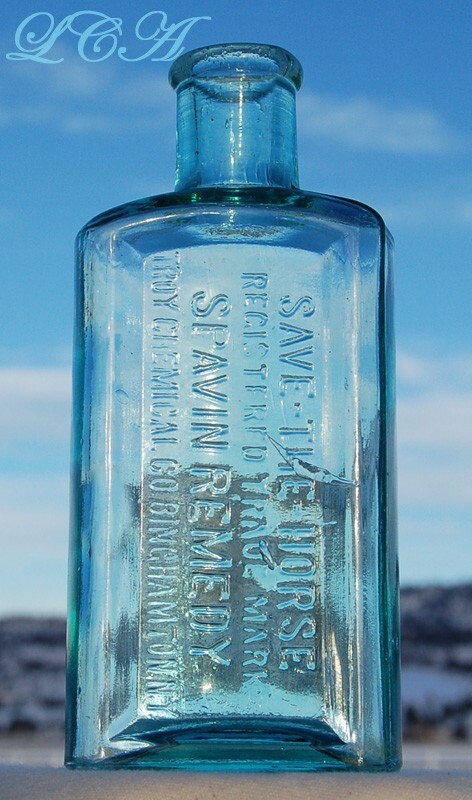 LCA
SAVE-THE-HORSE
REGISTERED TRADE MARK
SPAVIN REMEDY
TROY CHEMICAL CO BINGHAMTON N.Y.